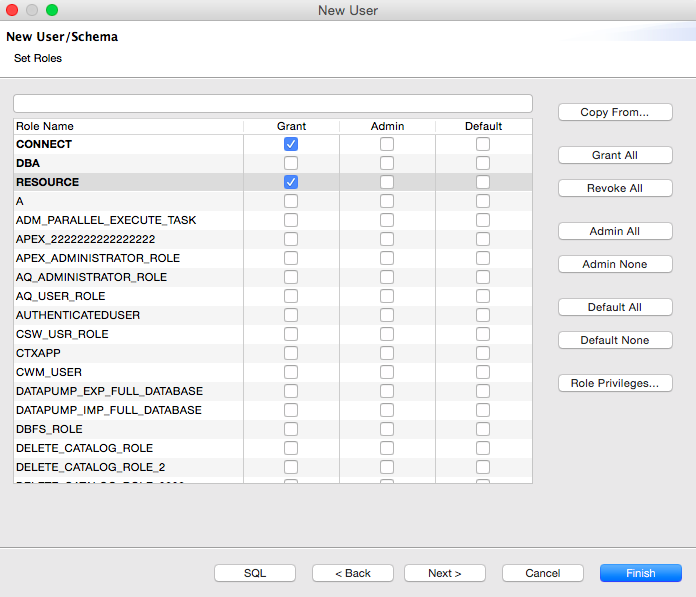 New User
New User/Schema
Set Roles
Role Name Grant Admin Default
CONNECT
DBA
RESOURCE
A
ADM_PARALLEL_EXECUTE_TASK
APEX_2222222222222222
APEX_ADMINISTRATOR_ROLE
AQ_ADMINISTRATOR_ROLE
AQ_USER_ROLE
AUTHENTICATEDUSER
CSW_USR_ROLE
CTXAPP
CWM_USER
DATAPUMP_EXP_FULL_DATABASE
DATAPUMP_IMP_FULL_DATABASE
DBFS_ROLE
DELETE_CATALOG_ROLE
DELETE_CATALOG_ROLE_2
Copy From...
Grant All
Revoke All
Admin All
Admin None
Default All
Default None
Role Privileges...
SQL < Back Next > Cancel Finish